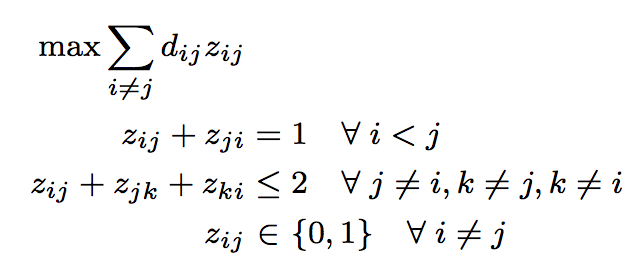 max ∑ d_{ij} z_{ij}
i≠j
z_{ij} + z_{ji} = 1 ∀ i < j
z_{ij} + z_{jk} + z_{ki} ≤ 2 ∀ j ≠ i, k ≠ j, k ≠ i
z_{ij} ∈ {0, 1} ∀ i ≠ j